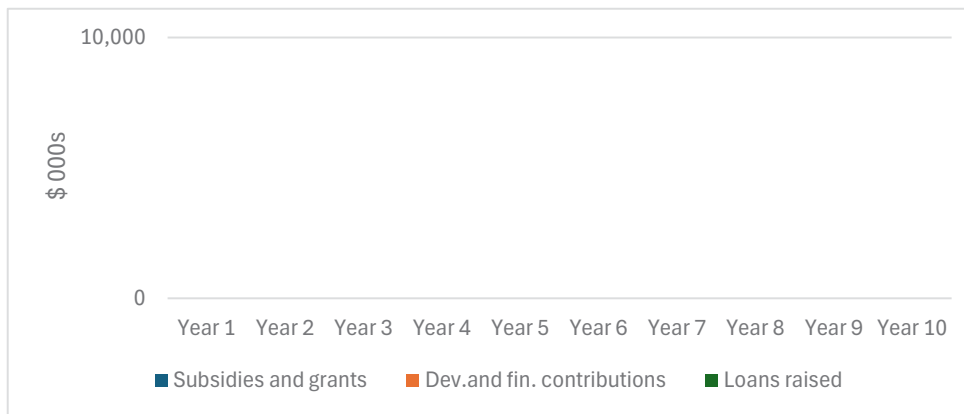 10,000
$ 000s
0
Year 1 Year 2 Year 3 Year 4 Year 5 Year 6 Year 7 Year 8 Year 9 Year 10
Subsidies and grants Dev.and fin. contributions Loans raised